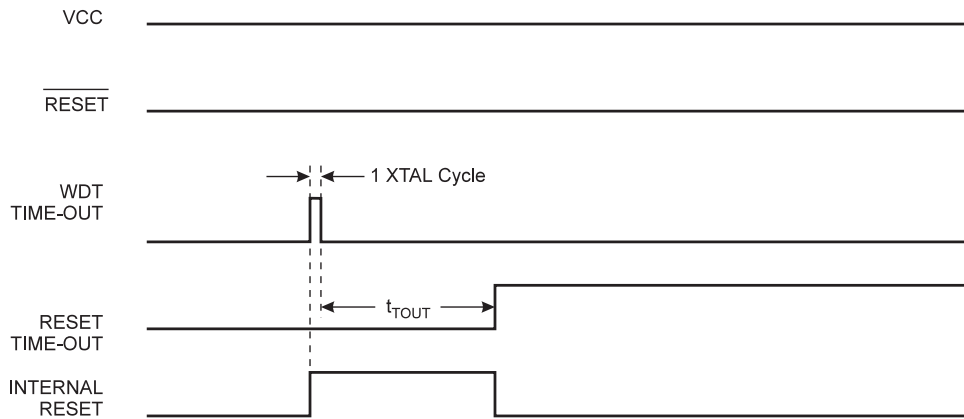 VCC
RESET
WDT
TIME-OUT
1 XTAL Cycle
RESET
TIME-OUT
tTOUT
INTERNAL
RESET